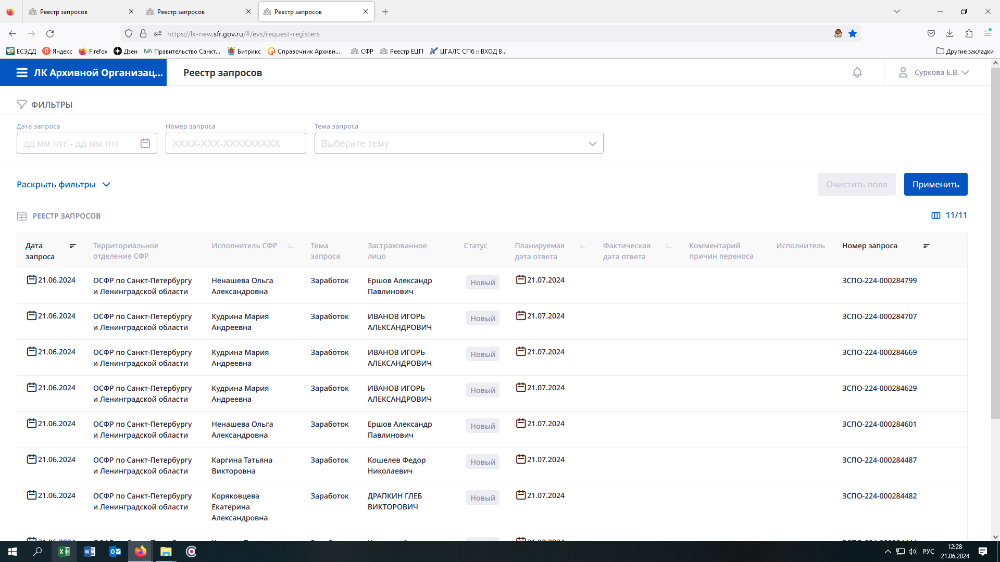 Реестр запросов
Реестр запросов
Реестр запросов
https://lk-new.sfr.gov.ru/#/evs/request-registers
ЕСЭДД Яндекс Firefox Дзен Правительство Санкт... Битрикс Справочник Архивн... СФР Реестр ЕЦП ЦГАЛС СПб :: ВХОД В... Другие закладки
ЛК Архивной Организац... Реестр запросов Суркова Е.В.
ФИЛЬТРЫ
Дата запроса Номер запроса Тема запроса
дд.мм.гггг - дд.мм.гггг XXXX-XXX-XXXXXXXXX Выберите тему
Раскрыть фильтры Очистить поля Применить
РЕЕСТР ЗАПРОСОВ 11/11
Дата Территориальное Исполнитель СФР Тема Застрахованное Статус Планируемая Фактическая Комментарий Исполнитель Номер запроса
запроса отделение СФР запроса лицо дата ответа дата ответа причин переноса
21.06.2024 ОСФР по Санкт-Петербургу Ненашева Ольга Заработок Ершов Александр Новый 21.07.2024 ЗСПО-224-000284799
и Ленинградской области Александровна Павлинович
21.06.2024 ОСФР по Санкт-Петербургу Кудрина Мария Заработок ИВАНОВ ИГОРЬ Новый 21.07.2024 ЗСПО-224-000284707
и Ленинградской области Андреевна АЛЕКСАНДРОВИЧ
21.06.2024 ОСФР по Санкт-Петербургу Кудрина Мария Заработок ИВАНОВ ИГОРЬ Новый 21.07.2024 ЗСПО-224-000284669
и Ленинградской области Андреевна АЛЕКСАНДРОВИЧ
21.06.2024 ОСФР по Санкт-Петербургу Кудрина Мария Заработок ИВАНОВ ИГОРЬ Новый 21.07.2024 ЗСПО-224-000284629
и Ленинградской области Андреевна АЛЕКСАНДРОВИЧ
21.06.2024 ОСФР по Санкт-Петербургу Ненашева Ольга Заработок Ершов Александр Новый 21.07.2024 ЗСПО-224-000284601
и Ленинградской области Александровна Павлинович
21.06.2024 ОСФР по Санкт-Петербургу Каргина Татьяна Заработок Кошелев Федор Новый 21.07.2024 ЗСПО-224-000284487
и Ленинградской области Викторовна Николаевич
21.06.2024 ОСФР по Санкт-Петербургу Коряковцева Заработок ДРАПКИН ГЛЕБ Новый 21.07.2024 ЗСПО-224-000284482
и Ленинградской области Екатерина ВИКТОРОВИЧ
Александровна
РУС 12:28
21.06.2024